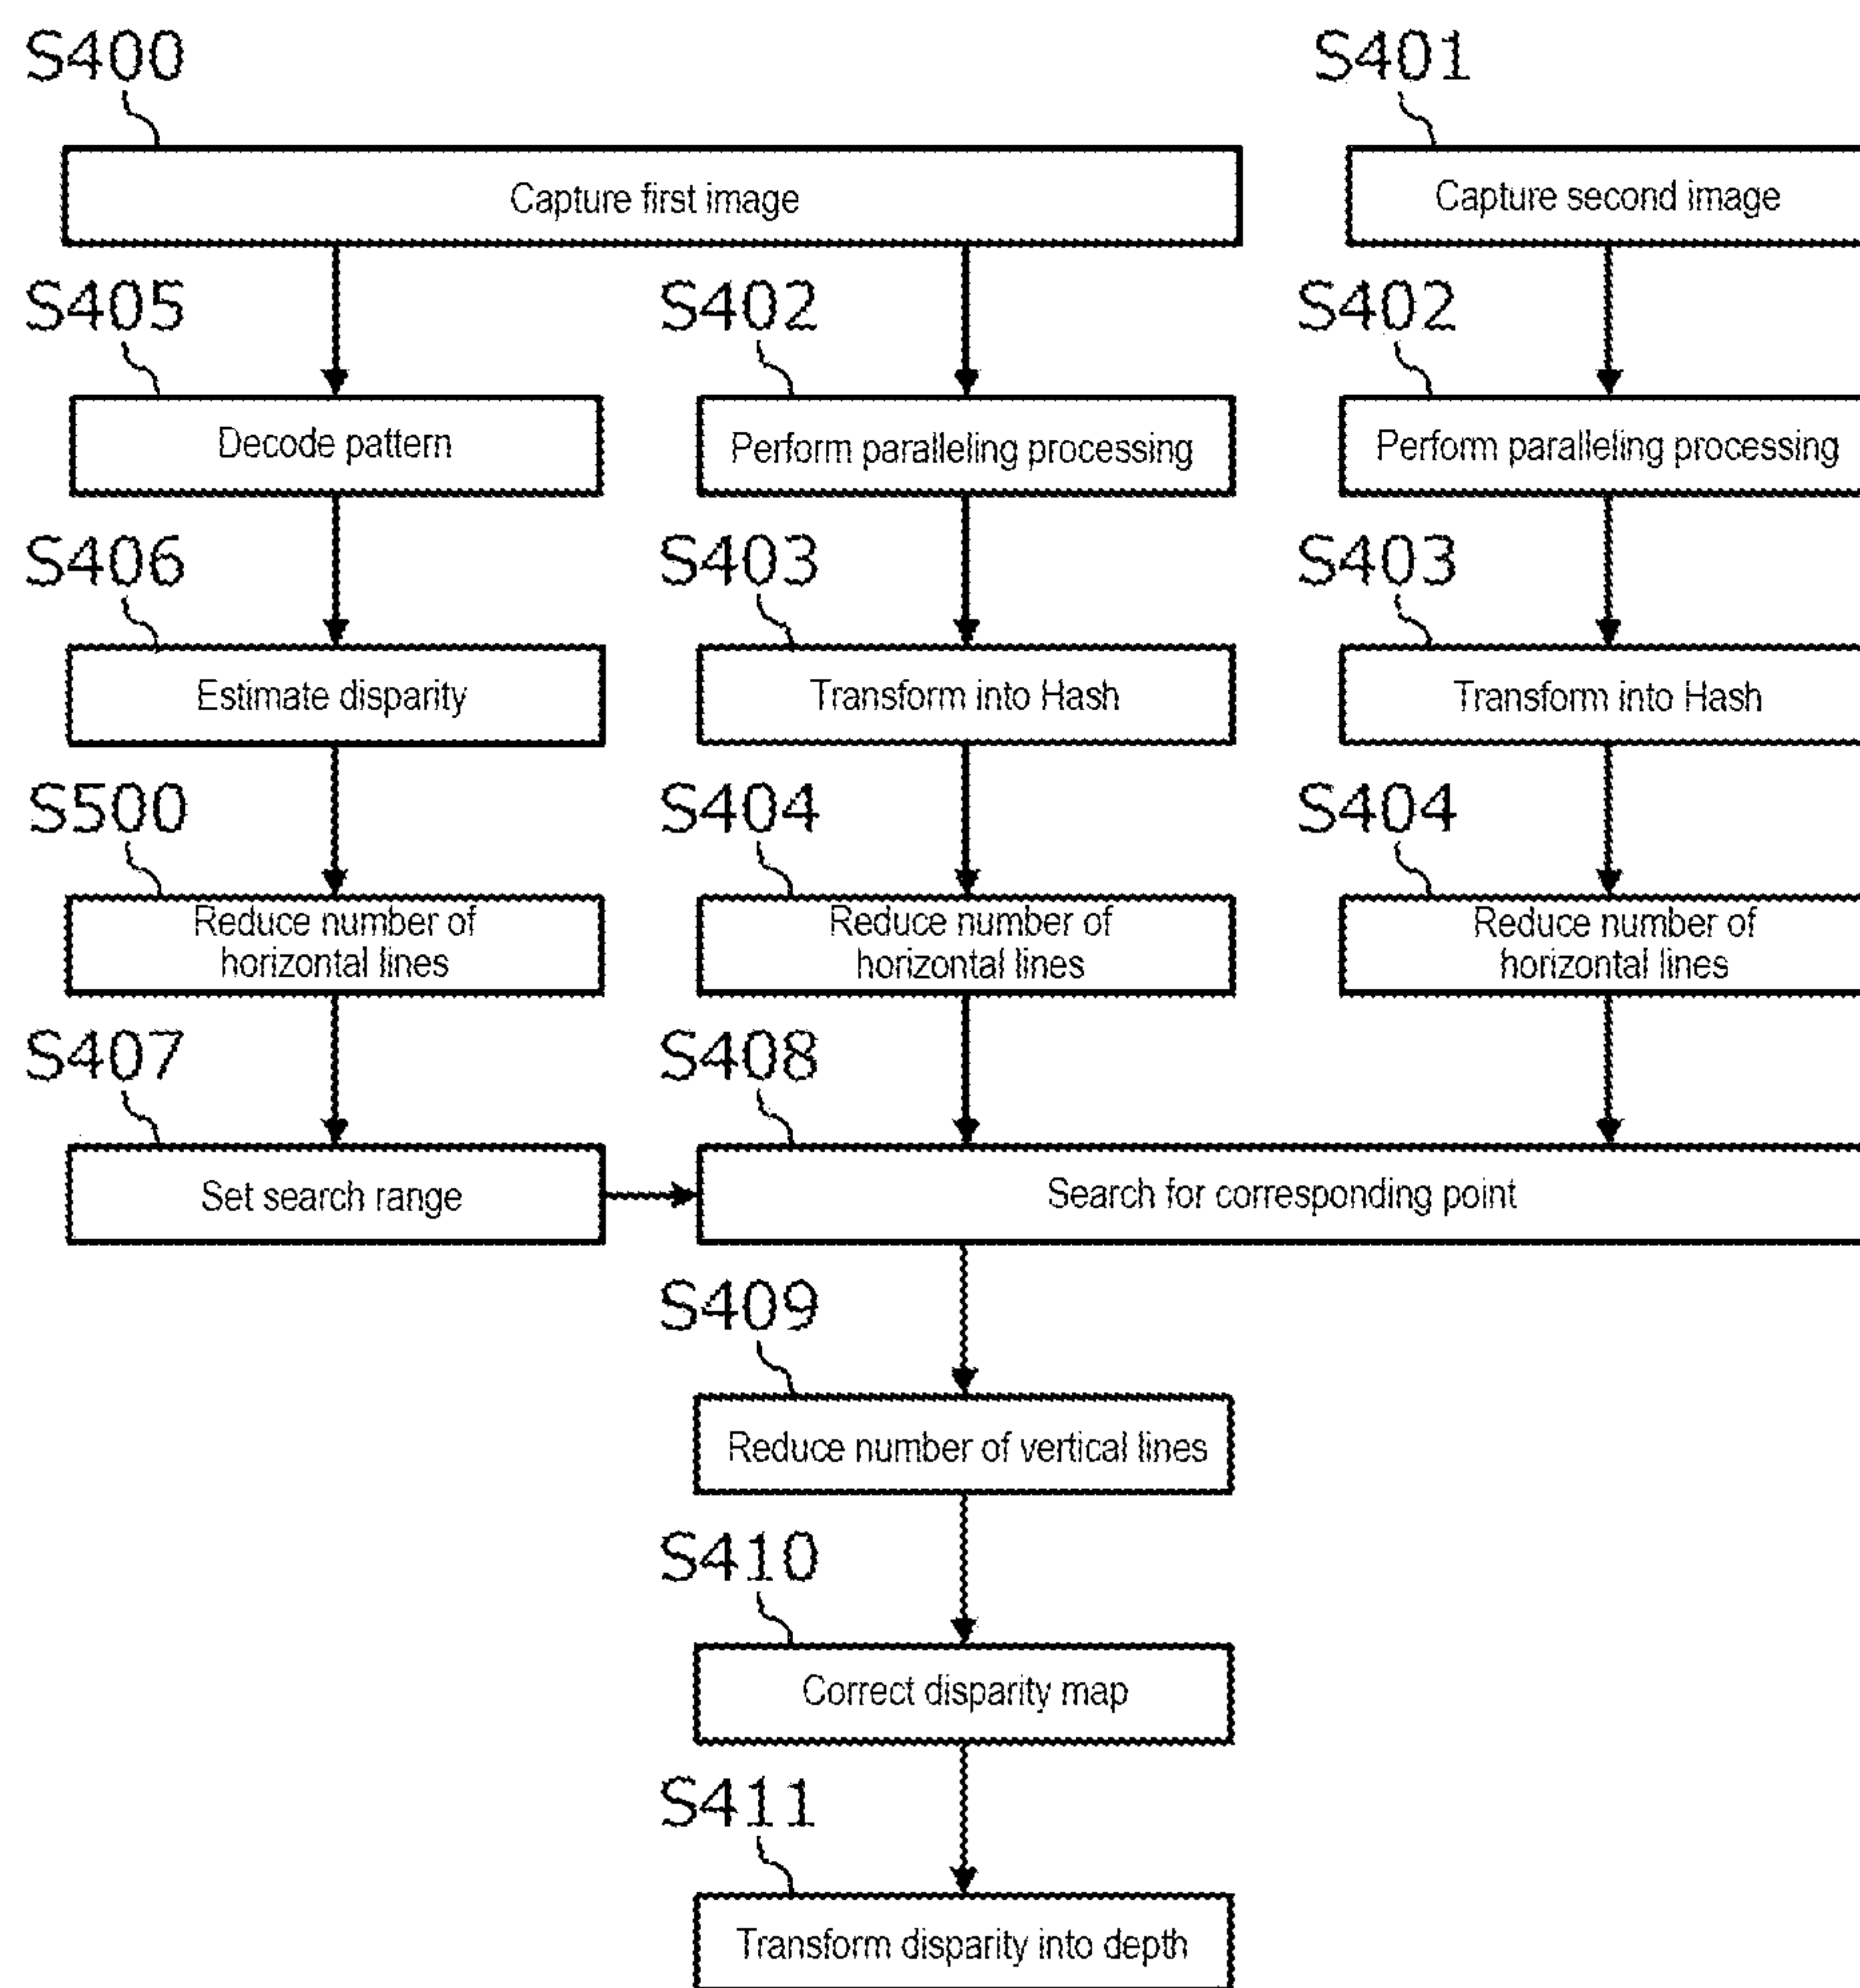 S400
S401
Capture first image
Capture second image
S405
S402
S402
Decode pattern
Perform paralleling processing
Perform paralleling processing
S406
S403
S403
Estimate disparity
Transform into Hash
Transform into Hash
S500
S404
S404
Reduce number of
horizontal lines
Reduce number of
horizontal lines
Reduce number of
horizontal lines
S407
S408
Set search range
Search for corresponding point
S409
Reduce number of vertical lines
S410
Correct disparity map
S411
Transform disparity into depth